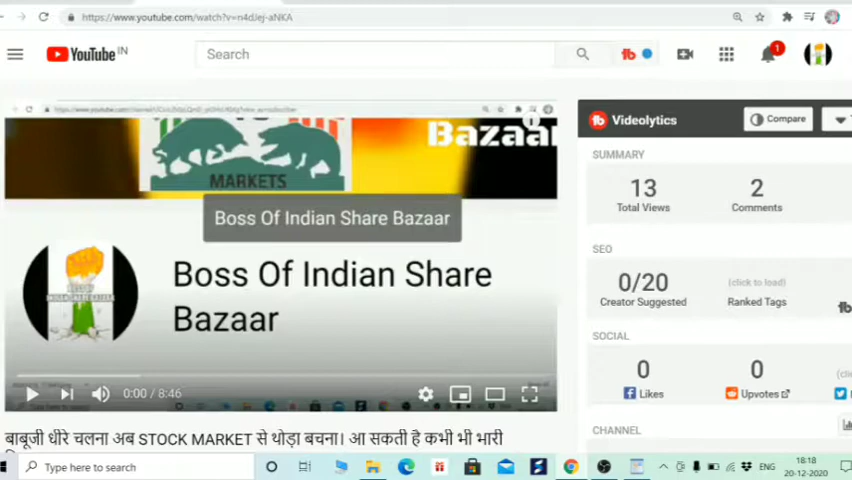 https://www.youtube.com/watch?v=n4dJej-aNKA
YouTube IN
Search
1
Bazaar
MARKETS
Boss Of Indian Share Bazaar
Boss Of Indian Share
Bazaar
0:00 / 8:46
बाबूजी धीरे चलना अब STOCK MARKET से थोड़ा बचना। आ सकती है कभी भी भारी
Videolytics
Compare
SUMMARY
13
Total Views
2
Comments
SEO
0/20
Creator Suggested
(click to load)
Ranked Tags
SOCIAL
0
Likes
0
Upvotes
CHANNEL
Type here to search
ENG
18:18
20-12-2020